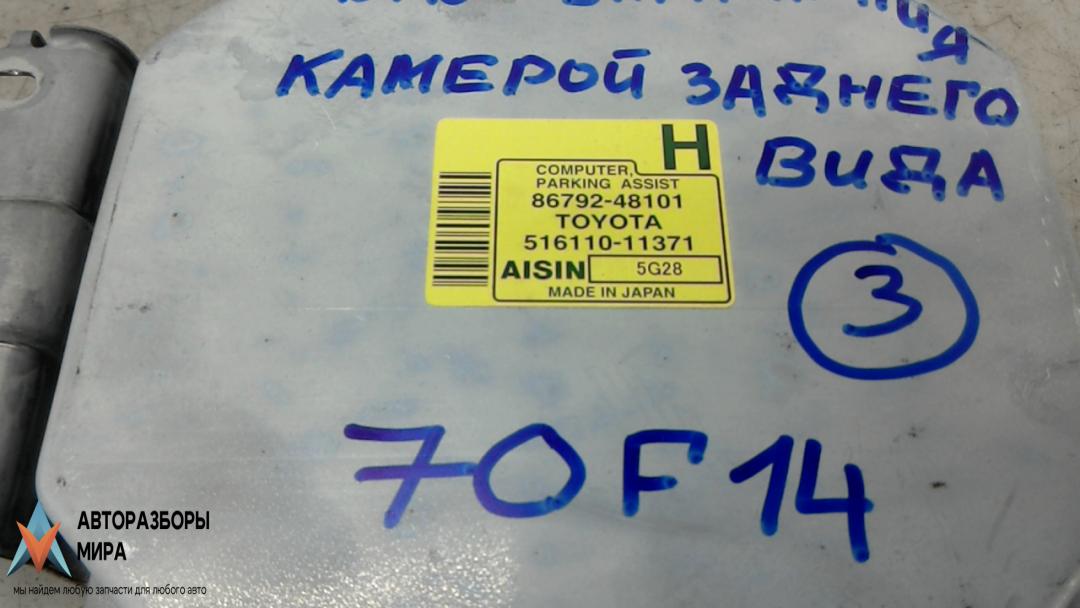 КАМЕРОЙ ЗАДНЕГО
ВИДА
H
COMPUTER,
PARKING ASSIST
86792-48101
TOYOTA
516110-11371
AISIN 5G28
MADE IN JAPAN
3
70F14
АВТОРАЗБОРЫ
МИРА
мы найдем любую запчасти для любого авто